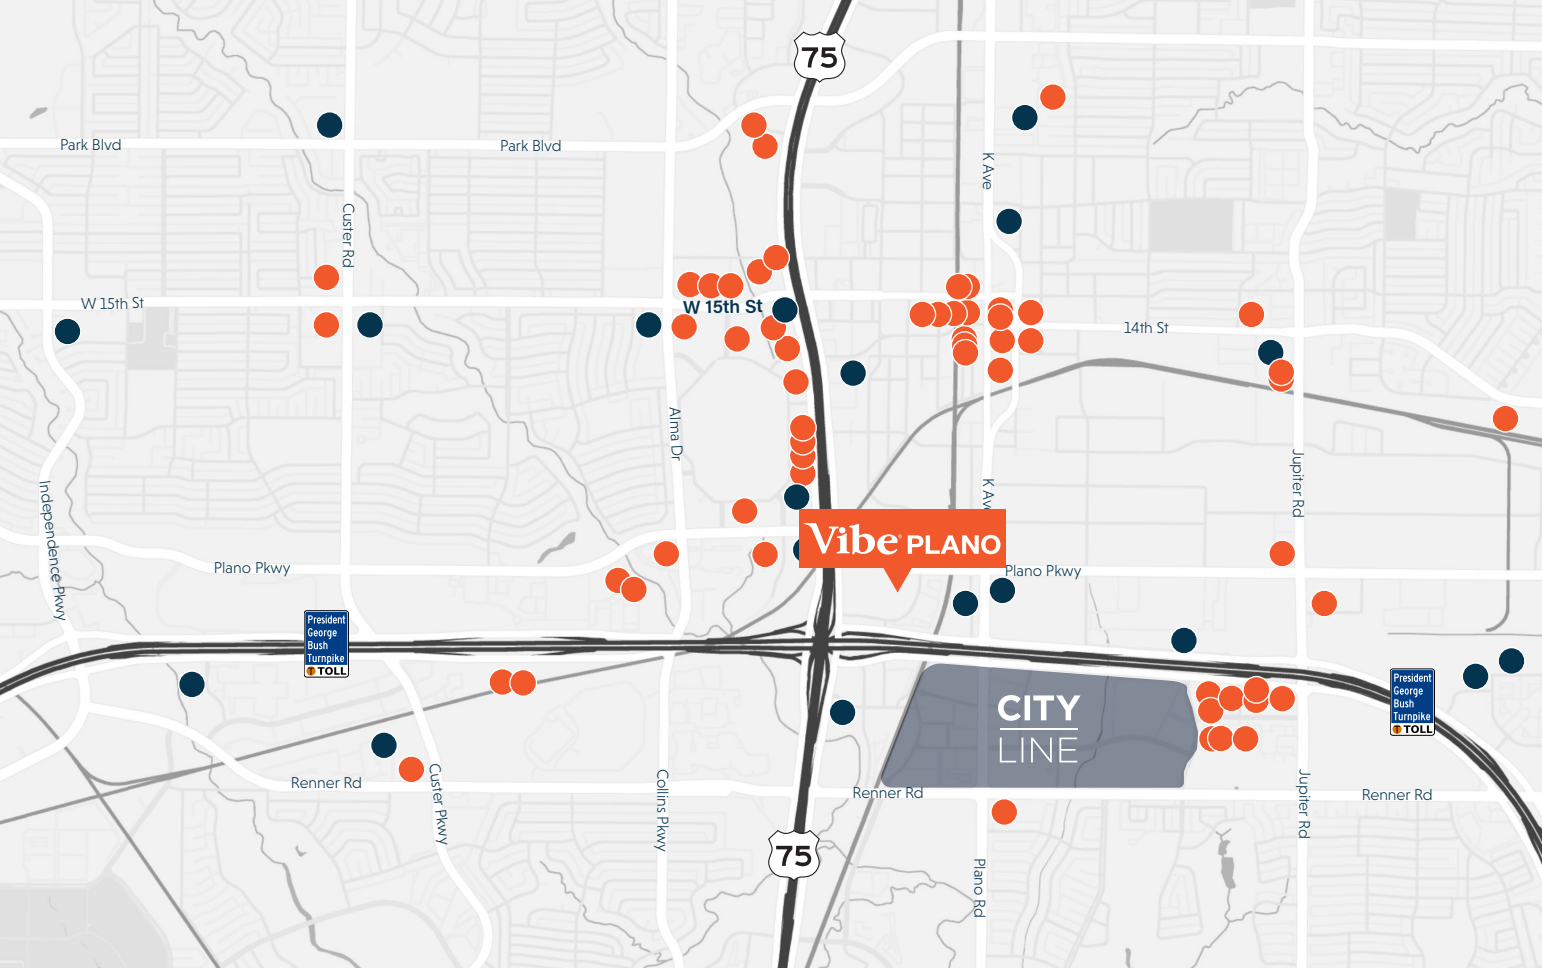 75
Park Blvd
Park Blvd
K Ave
Custer Rd
W 15th St
W 15th St
14th St
Alma Dr
Jupiter Rd
K Ave
Independence Pkwy
Vibe® PLANO
Plano Pkwy
Plano Pkwy
President
George
Bush
Turnpike
T TOLL
President
George
Bush
Turnpike
T TOLL
CITY
LINE
Renner Rd
Custer Pkwy
Collins Pkwy
Renner Rd
Jupiter Rd
Renner Rd
75
Plano Rd